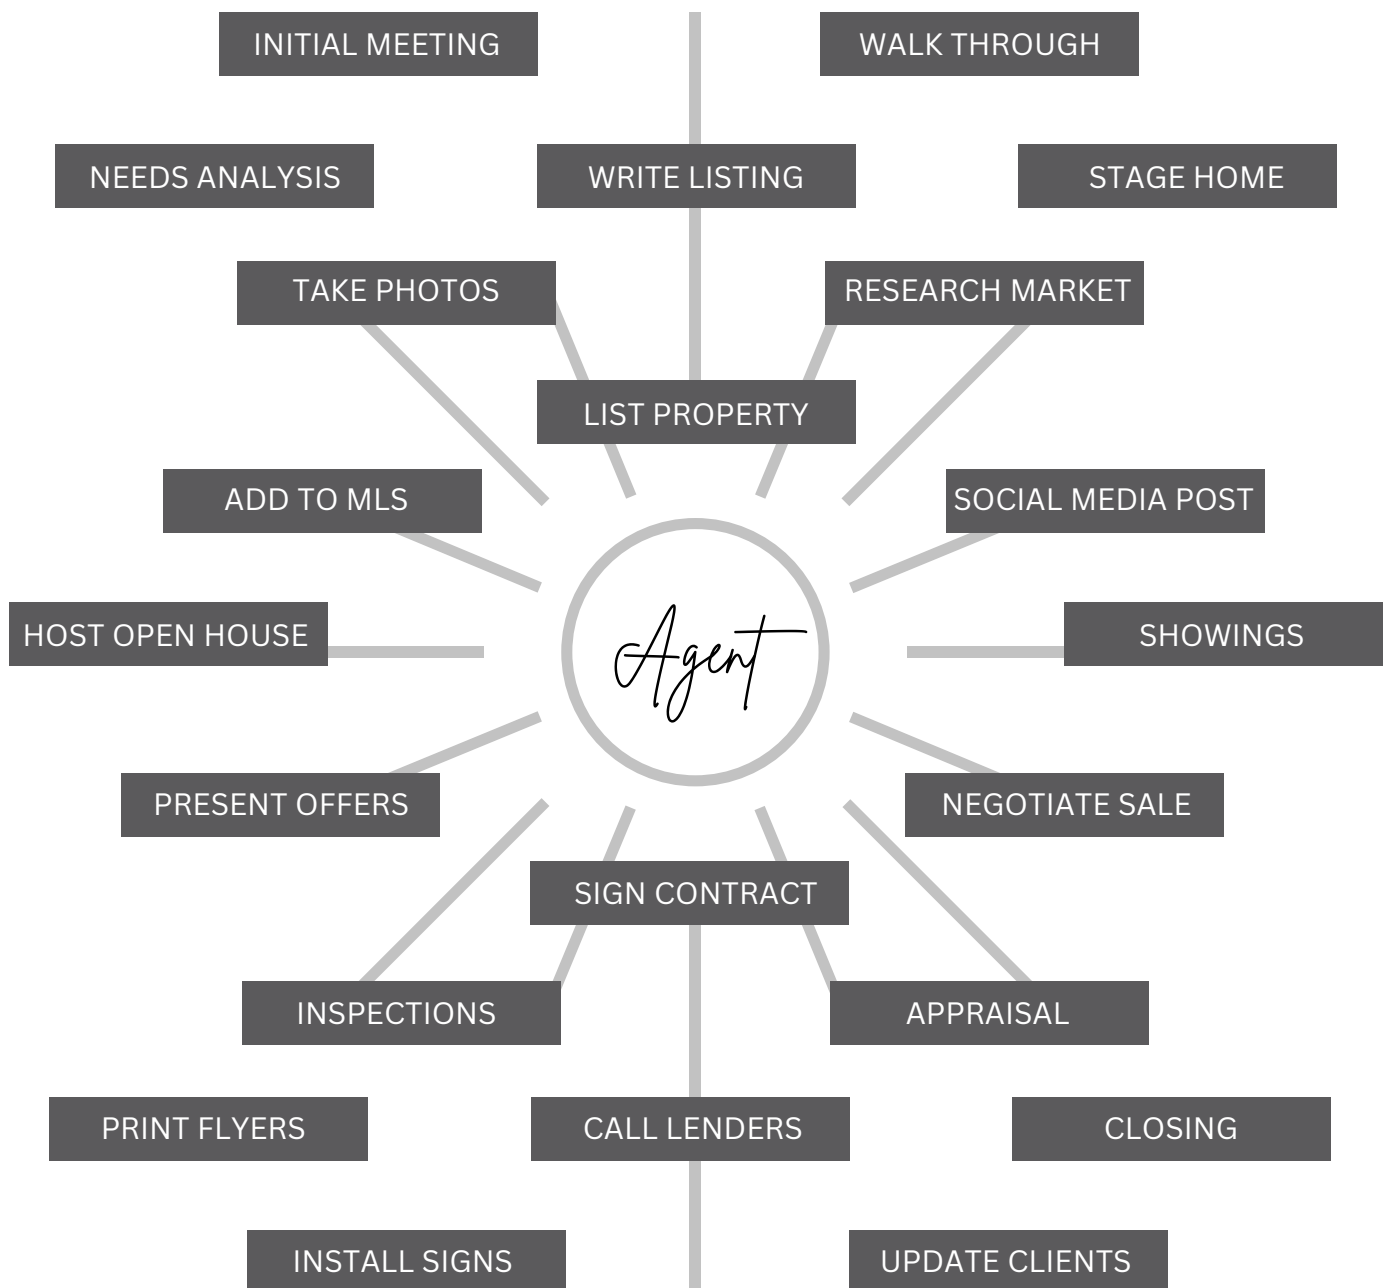 INITIAL MEETING
WALK THROUGH
NEEDS ANALYSIS
WRITE LISTING
STAGE HOME
TAKE PHOTOS
RESEARCH MARKET
LIST PROPERTY
ADD TO MLS
SOCIAL MEDIA POST
HOST OPEN HOUSE
Agent
SHOWINGS
PRESENT OFFERS
NEGOTIATE SALE
SIGN CONTRACT
INSPECTIONS
APPRAISAL
PRINT FLYERS
CALL LENDERS
CLOSING
INSTALL SIGNS
UPDATE CLIENTS